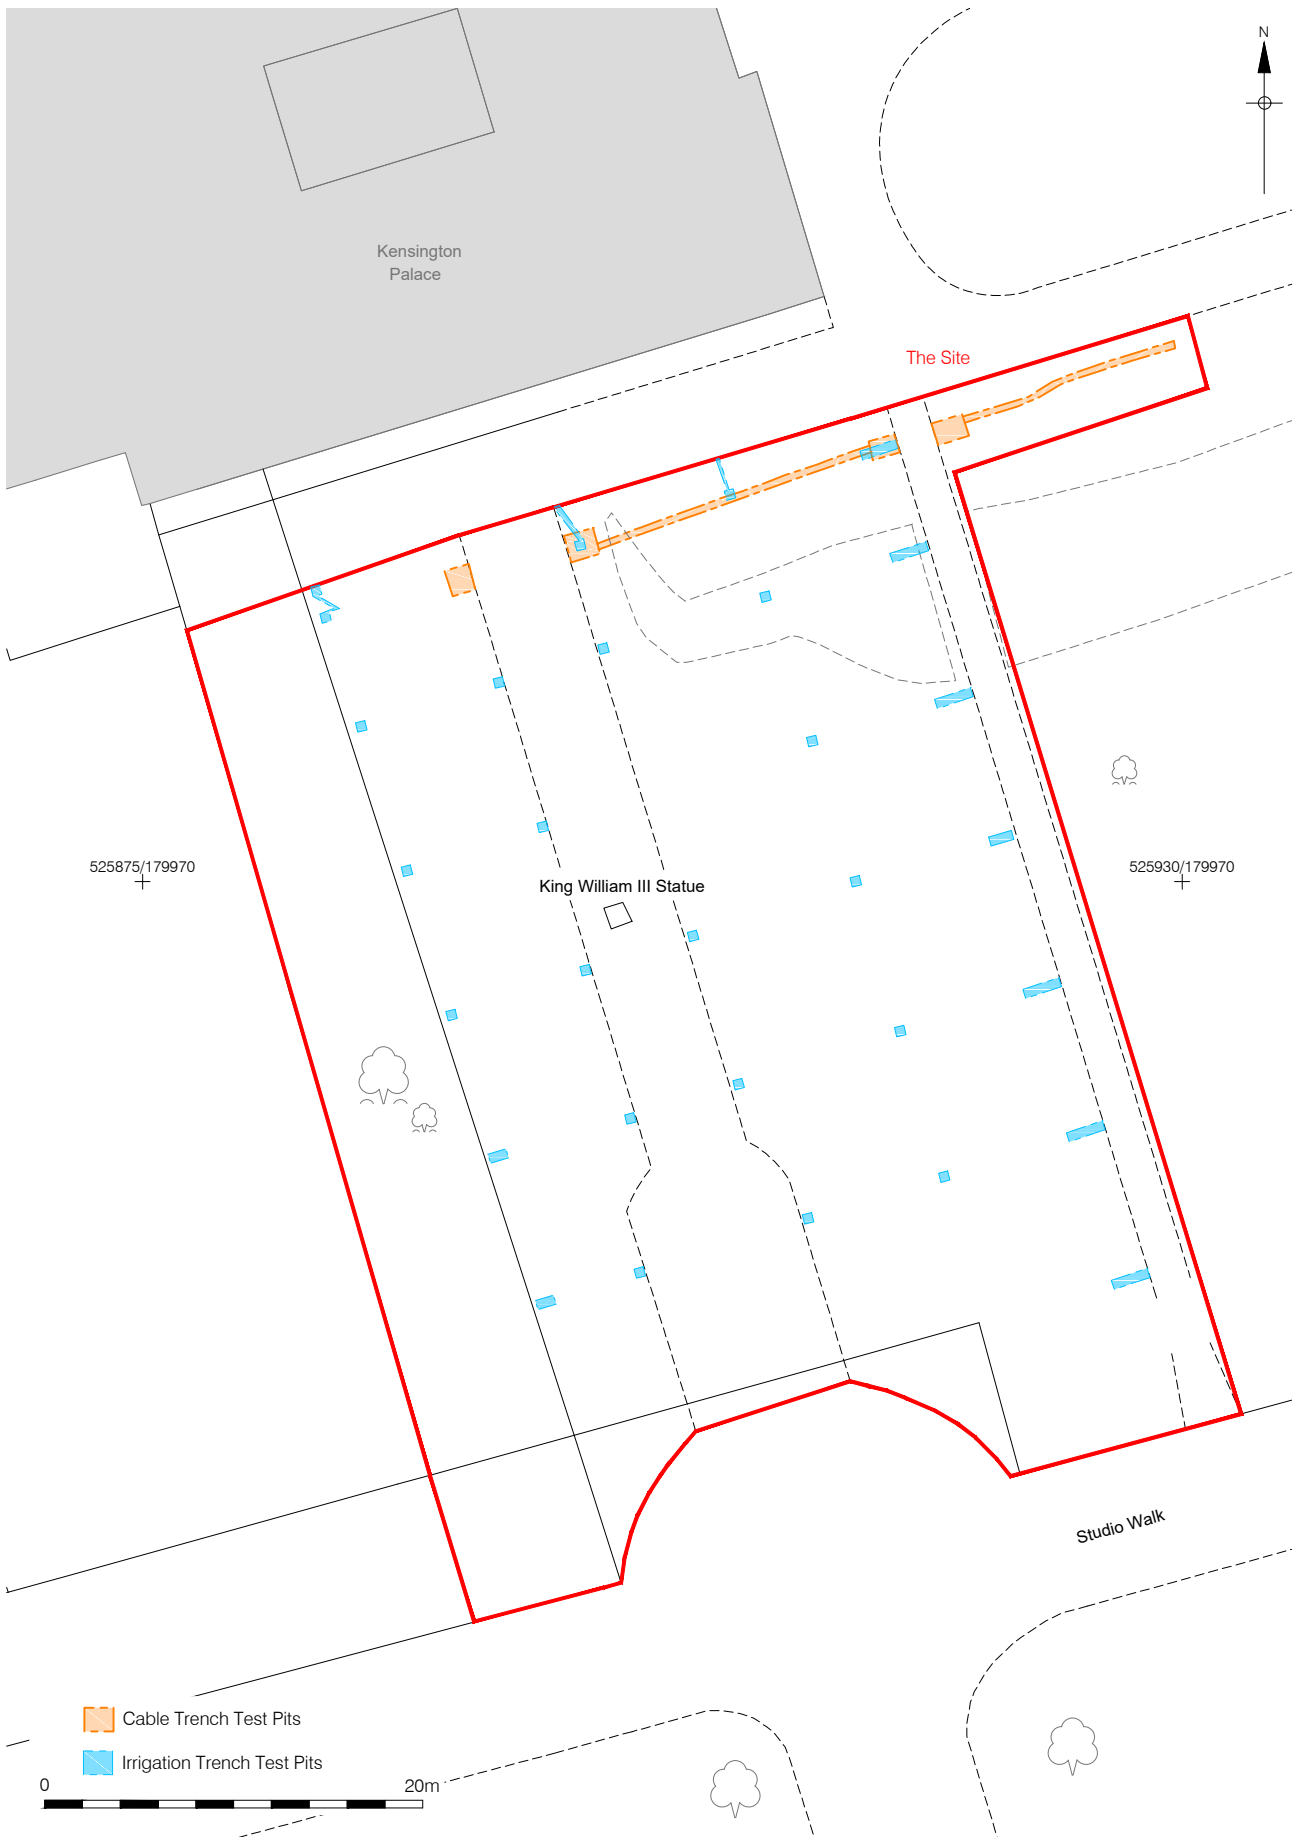 N
Kensington
Palace
The Site
525875/179970
525930/179970
King William III Statue
Studio Walk
Cable Trench Test Pits
Irrigation Trench Test Pits
0 20m